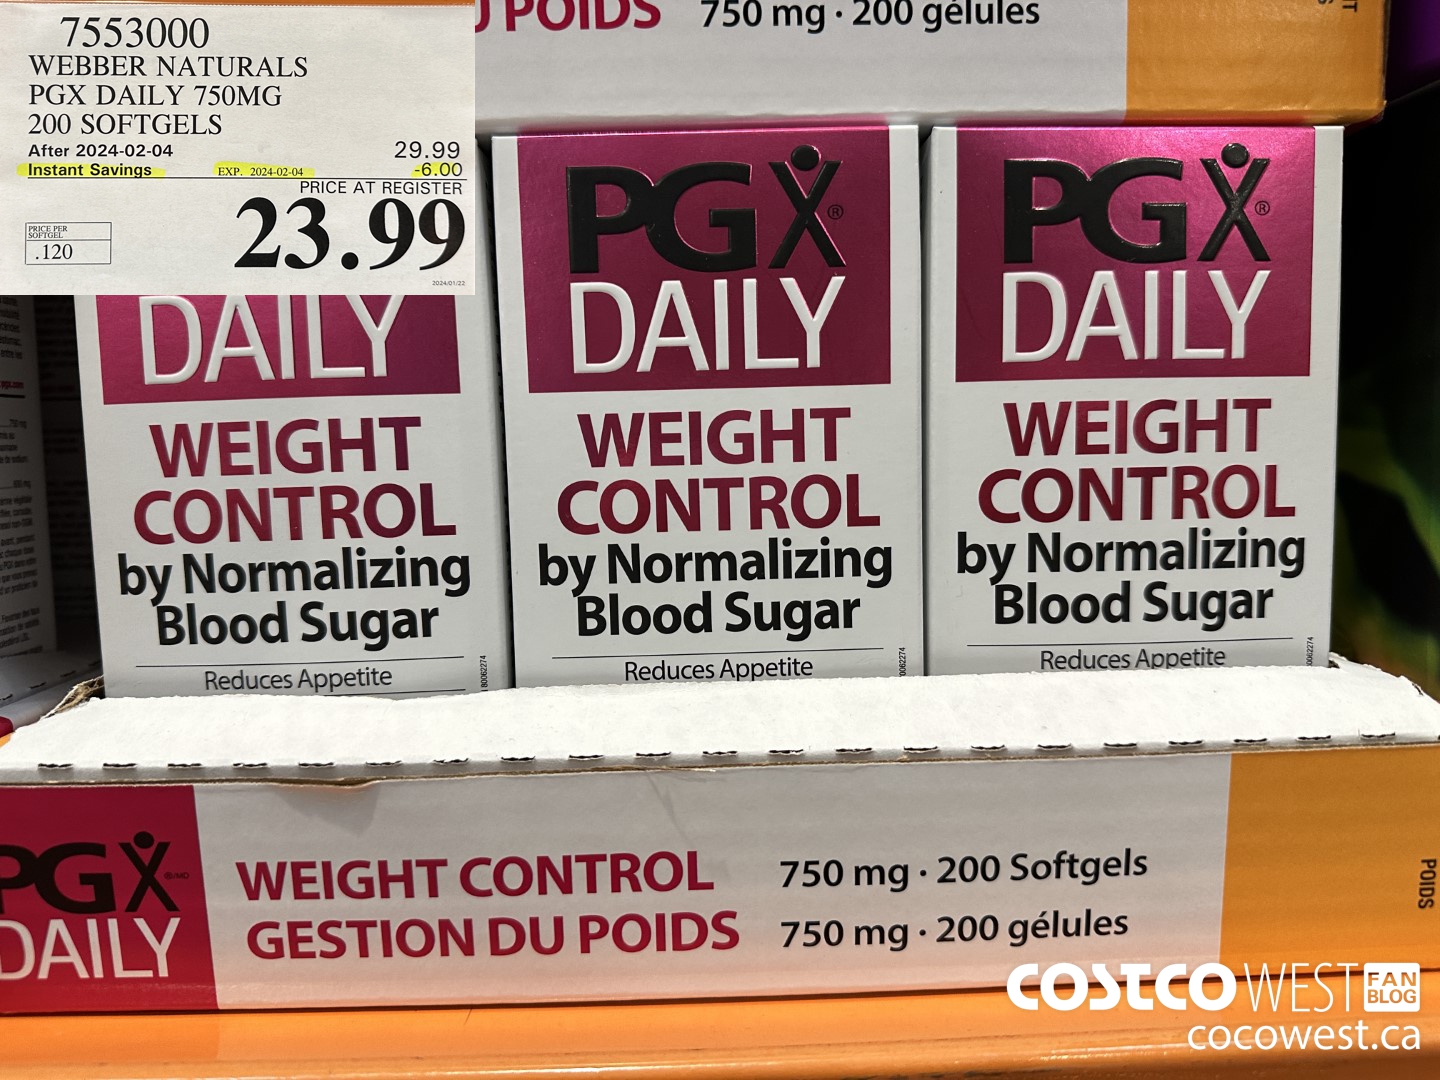 7553000
WEBBER NATURALS
PGX DAILY 750MG
200 SOFTGELS
After 2024-02-04 29.99
Instant Savings EXP. 2024-02-04 -6.00
PRICE AT REGISTER
23.99
PRICE PER
SOFTGEL
.120
2024/01/22
U POIDS 750 mg · 200 gélules
DAILY
WEIGHT
CONTROL
by Normalizing
Blood Sugar
Reduces Appetite
80062274
PGX®
DAILY
WEIGHT
CONTROL
by Normalizing
Blood Sugar
Reduces Appetite
PGX®
DAILY
WEIGHT
CONTROL
by Normalizing
Blood Sugar
Reduces Appetite
PGX
DAILY
WEIGHT CONTROL 750 mg · 200 Softgels
GESTION DU POIDS 750 mg · 200 gélules
POIDS
COSTCO WEST FAN BLOG
cocowest.ca